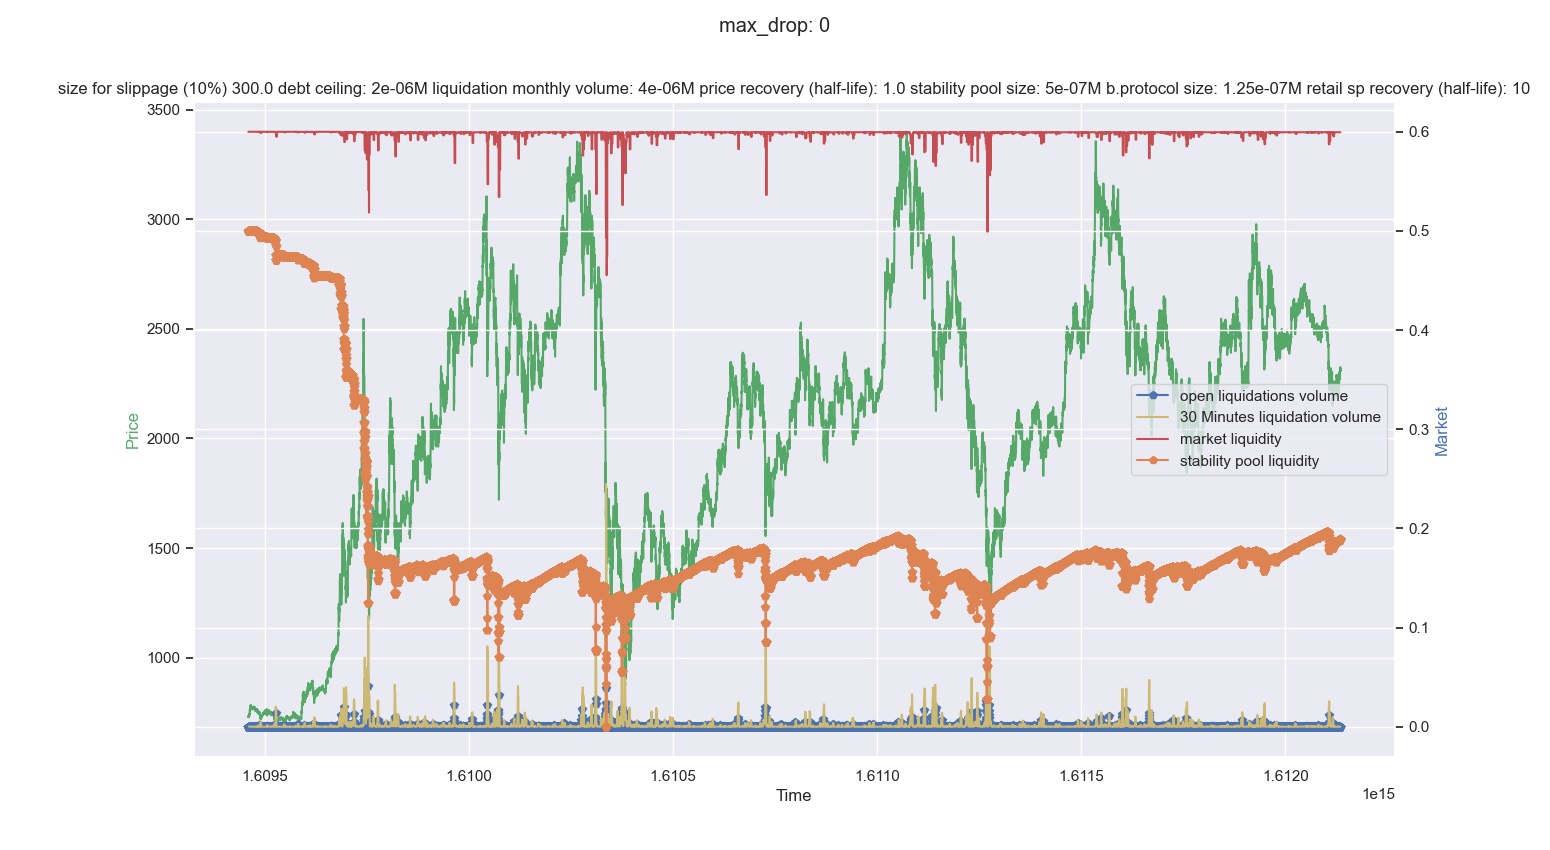 max_drop: 0
size for slippage (10%) 300.0 debt ceiling: 2e-06M liquidation monthly volume: 4e-06M price recovery (half-life): 1.0 stability pool size: 5e-07M b.protocol size: 1.25e-07M retail sp recovery (half-life): 10
3500
3000
2500
2000
1500
1000
Price
0.6
0.5
0.4
0.3
0.2
0.1
0.0
Market
open liquidations volume
30 Minutes liquidation volume
market liquidity
stability pool liquidity
1.6095 1.6100 1.6105 1.6110 1.6115 1.6120
Time
1e15